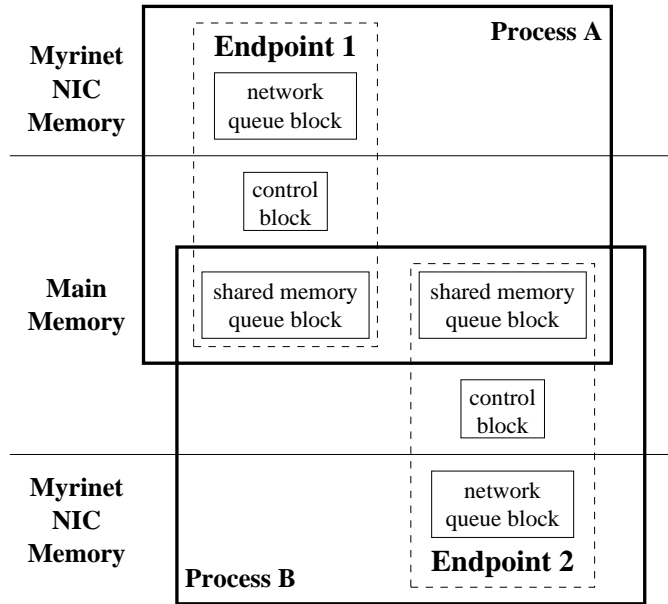 Process A
Endpoint 1
Myrinet
NIC
Memory
network
queue block
control
block
Main
Memory
shared memory
queue block
shared memory
queue block
control
block
Myrinet
NIC
Memory
network
queue block
Endpoint 2
Process B